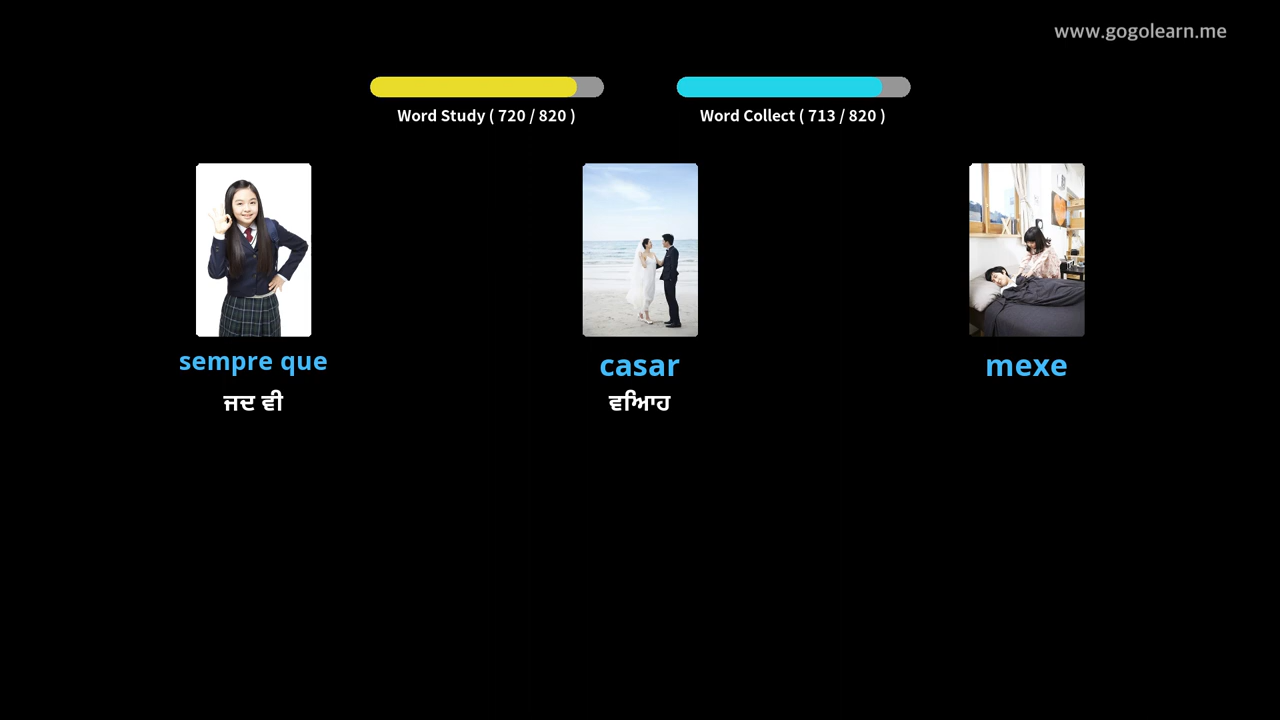 www.gogolearn.me
Word Study ( 720 / 820 )
Word Collect ( 713 / 820 )
sempre que
casar
mexe
ਜਦ ਵੀ
ਵਿਆਹ